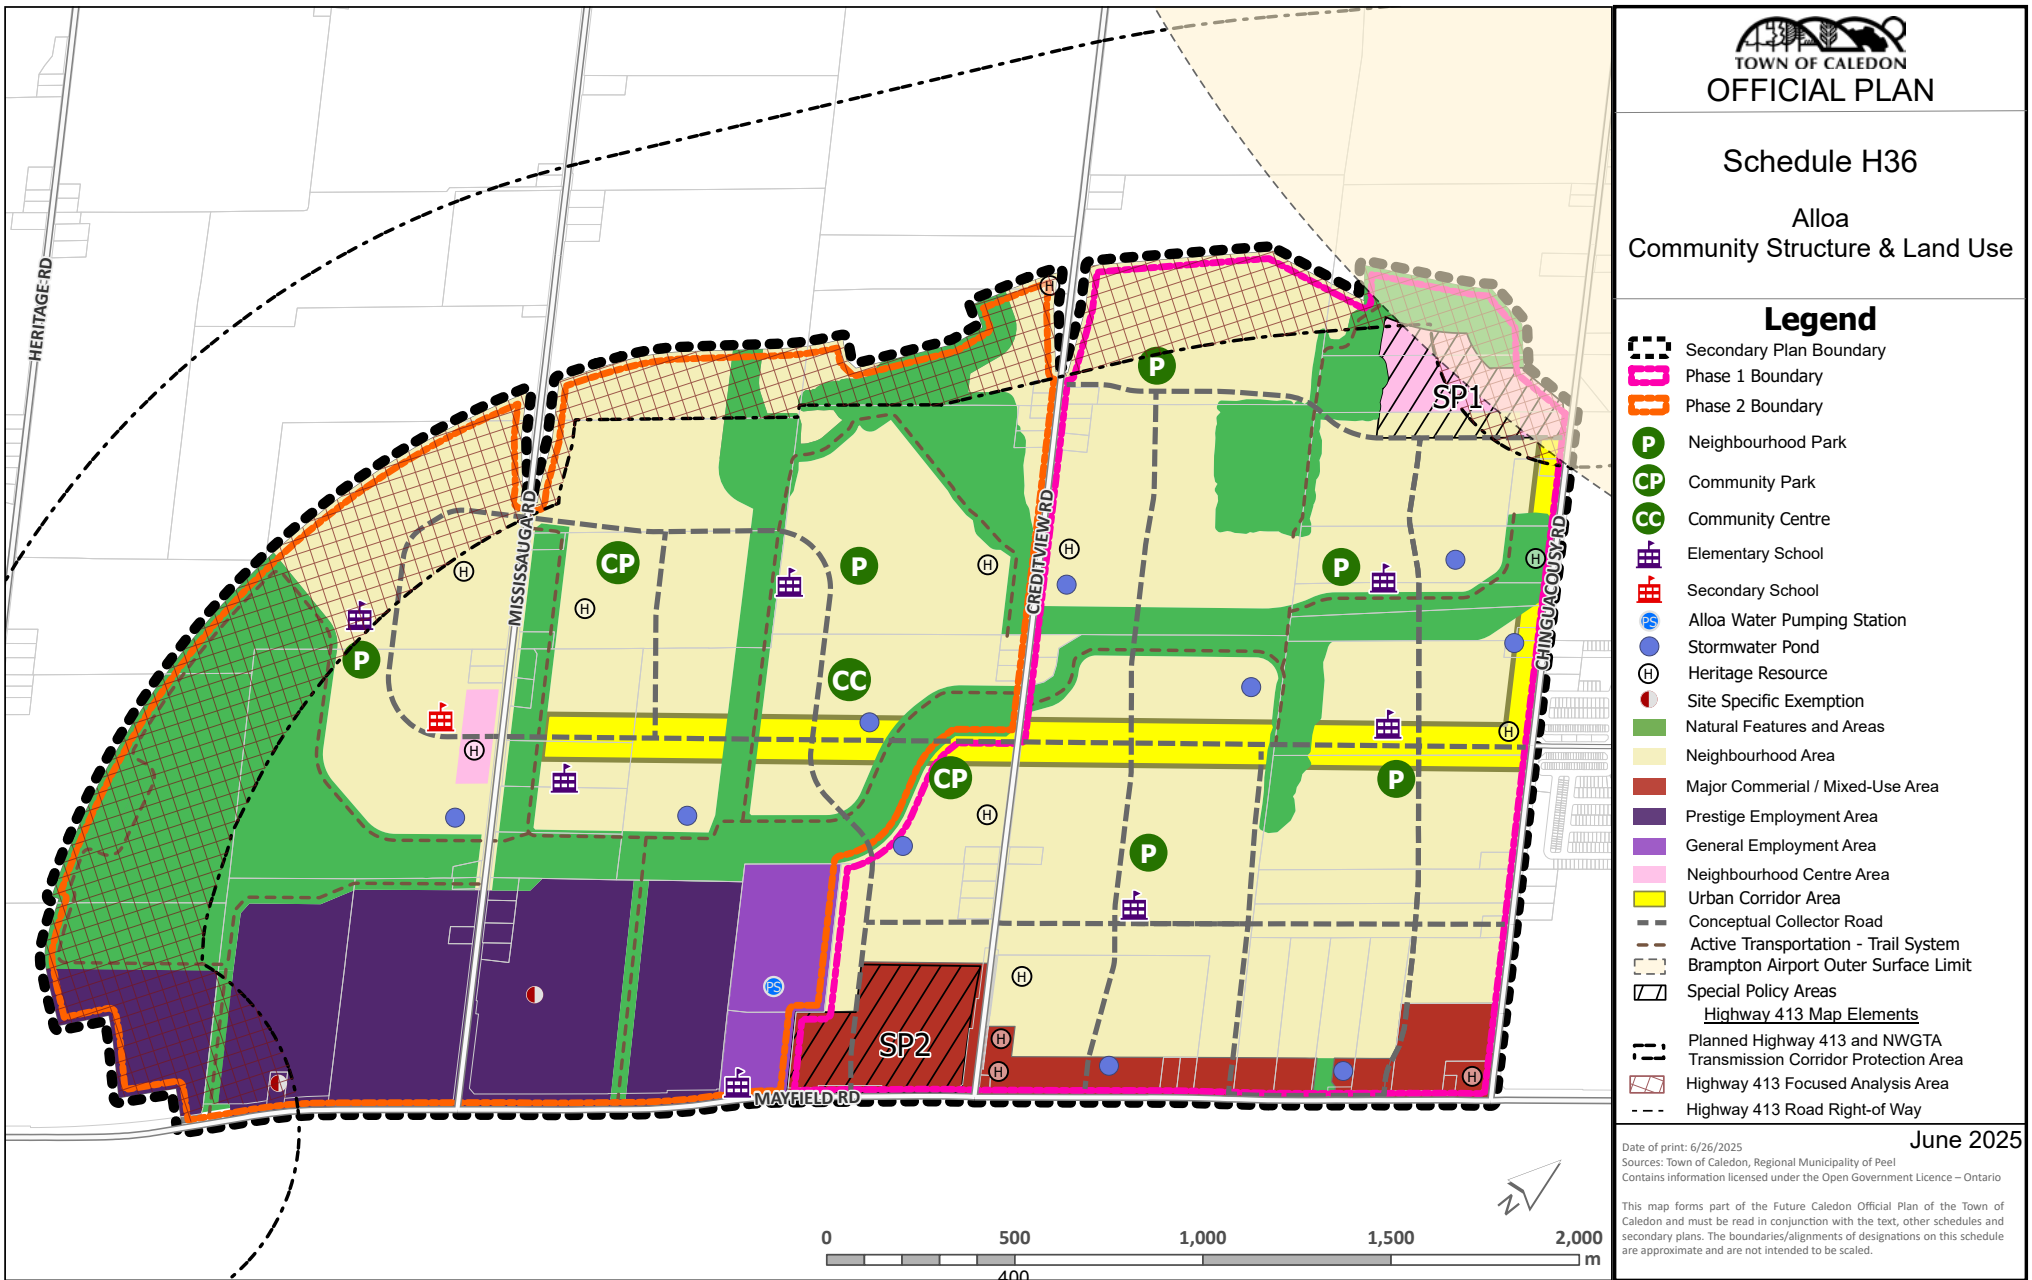 HERITAGE RD
MISSISSAUGA RD
CREDITVIEW RD
CHINGUACOUSY RD
MAYFIELD RD
H
P
SP1
CP
P
H
H
H
H
P
H
P
CC
H
H
CP
P
H
P
PS
SP2
H
H
H
H
N
0 500 1,000 1,500 2,000
m
400
TOWN OF CALEDON
OFFICIAL PLAN
Schedule H36
Alloa
Community Structure & Land Use
Legend
Secondary Plan Boundary
Phase 1 Boundary
Phase 2 Boundary
P Neighbourhood Park
CP Community Park
CC Community Centre
Elementary School
Secondary School
PS Alloa Water Pumping Station
Stormwater Pond
H Heritage Resource
Site Specific Exemption
Natural Features and Areas
Neighbourhood Area
Major Commerial / Mixed-Use Area
Prestige Employment Area
General Employment Area
Neighbourhood Centre Area
Urban Corridor Area
Conceptual Collector Road
Active Transportation - Trail System
Brampton Airport Outer Surface Limit
Special Policy Areas
Highway 413 Map Elements
Planned Highway 413 and NWGTA
Transmission Corridor Protection Area
Highway 413 Focused Analysis Area
Highway 413 Road Right-of Way
June 2025
Date of print: 6/26/2025
Sources: Town of Caledon, Regional Municipality of Peel
Contains information licensed under the Open Government Licence – Ontario
This map forms part of the Future Caledon Official Plan of the Town of
Caledon and must be read in conjunction with the text, other schedules and
secondary plans. The boundaries/alignments of designations on this schedule
are approximate and are not intended to be scaled.